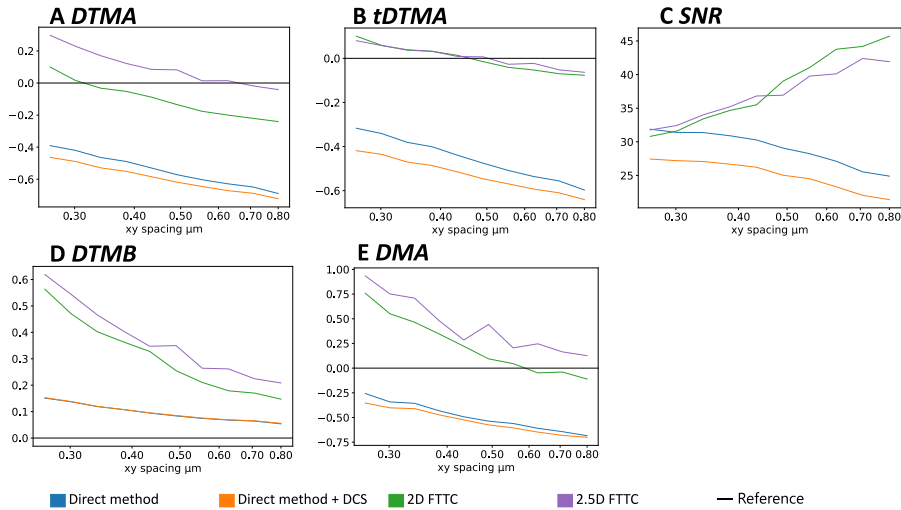 A DTMA
B tDTMA
C SNR
0.2
0.0
−0.2
−0.4
−0.6
0.30 0.40 0.50 0.60 0.70 0.80
xy spacing μm
0.0
−0.2
−0.4
−0.6
0.30 0.40 0.50 0.60 0.70 0.80
xy spacing μm
45
40
35
30
25
0.30 0.40 0.50 0.60 0.70 0.80
xy spacing μm
D DTMB
E DMA
0.6
0.5
0.4
0.3
0.2
0.1
0.0
0.30 0.40 0.50 0.60 0.70 0.80
xy spacing μm
1.00
0.75
0.50
0.25
0.00
−0.25
−0.50
−0.75
0.30 0.40 0.50 0.60 0.70 0.80
xy spacing μm
Direct method Direct method + DCS 2D FTTC 2.5D FTTC Reference